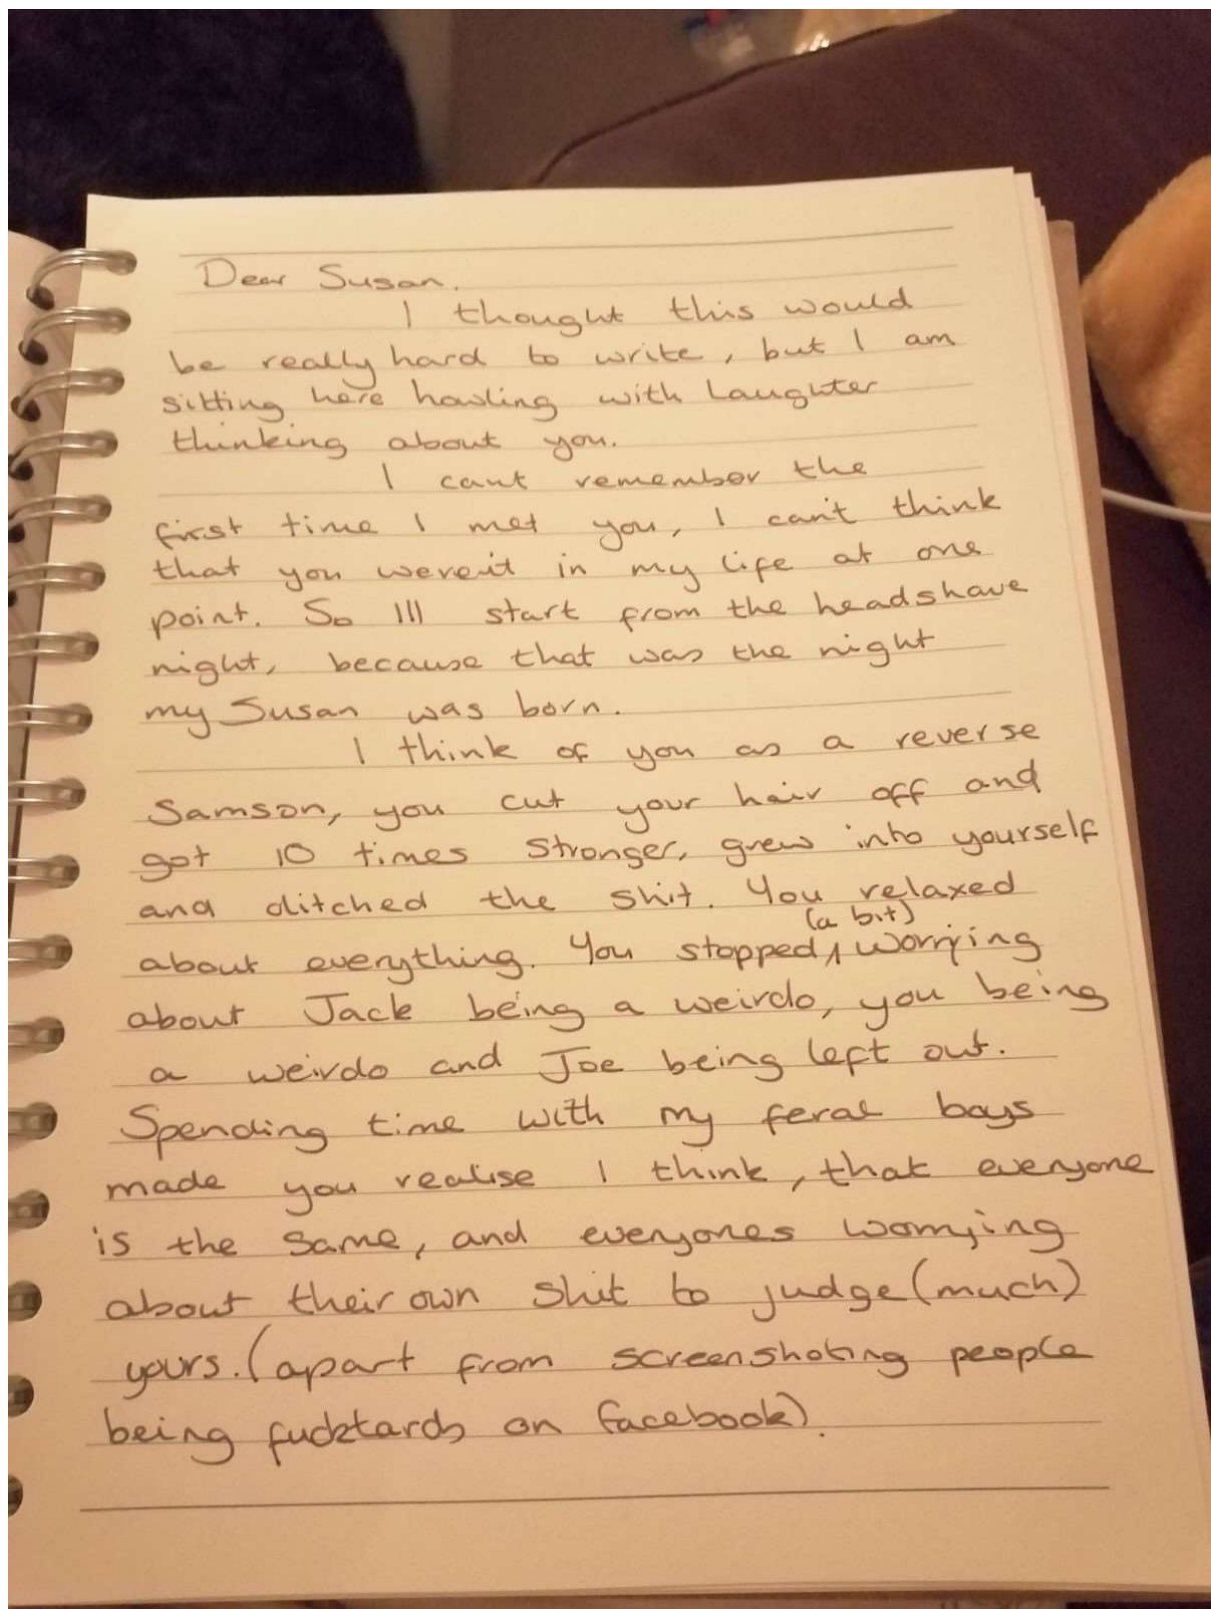 Dear Susan.
I thought this would
be really hard to write, but I am
sitting here howling with laughter
thinking about you.
I cant remember the
first time I met you, I can't think
that you weren't in my life at one
point. So I'll start from the headshave
night, because that was the night
my Susan was born.
I think of you as a reverse
Samson, you cut your hair off and
got 10 times stronger, grew into yourself
and ditched the shit. You relaxed
(a bit)
about everything. You stopped, worrying
about Jack being a weirdo, you being
a weirdo and Joe being left out.
Spending time with my feral boys
made you realise I think, that everyone
is the same, and everyones worrying
about their own shit to judge (much)
yours. (apart from screenshoting people
being fucktards on facebook).